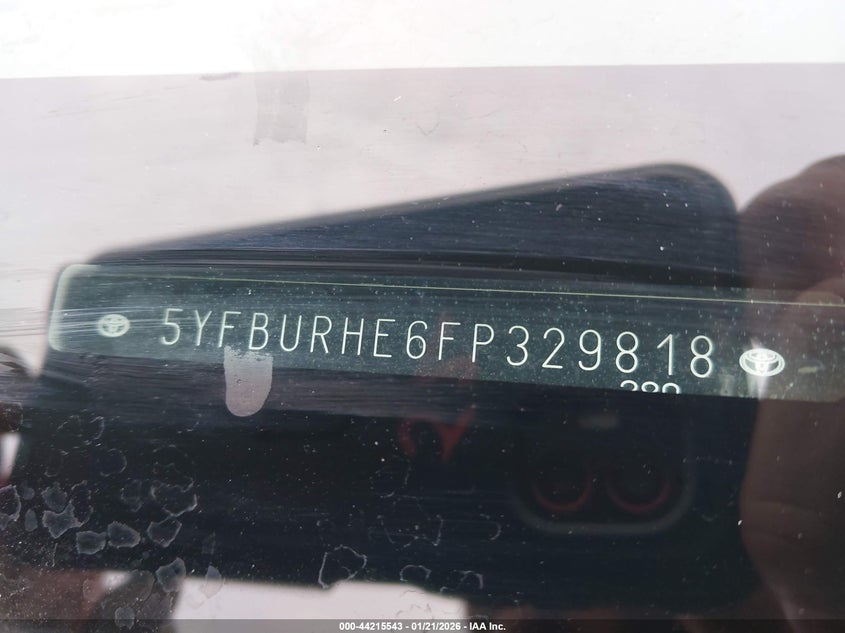 5YFBURHE6FP329818
000-44215543 - 01/21/2026 - IAA Inc.